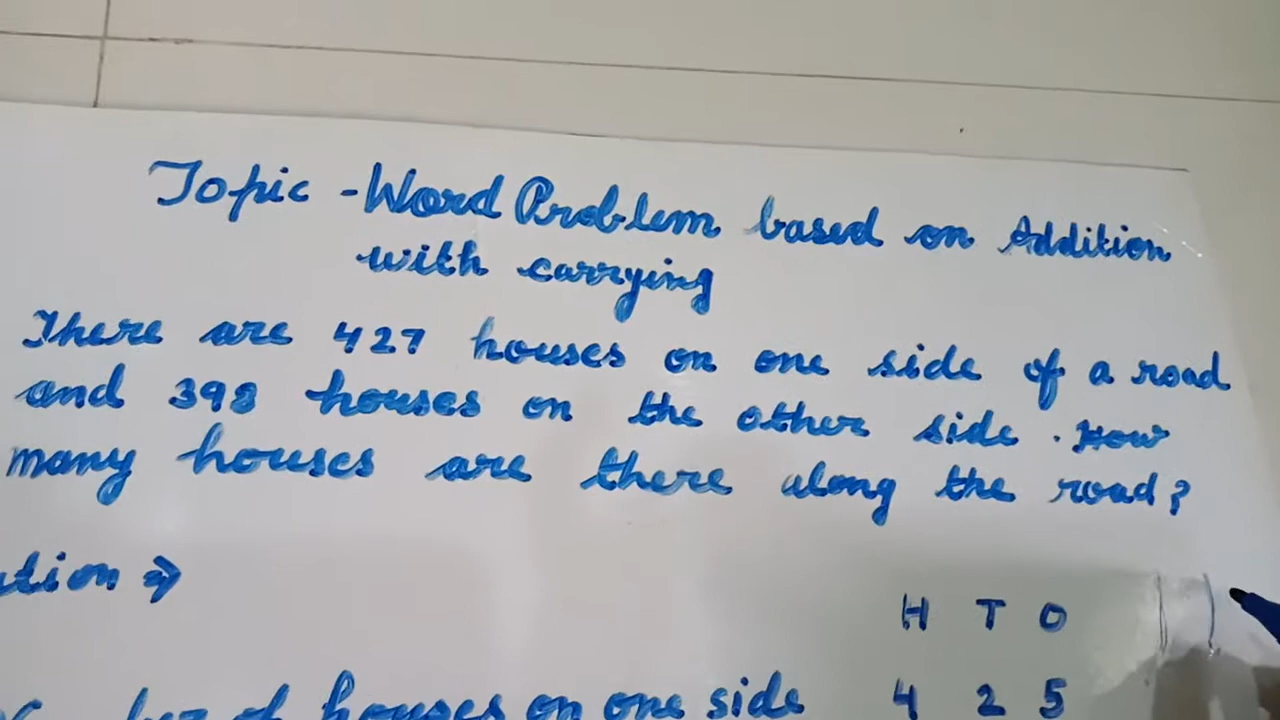 Topic - Word Problem based on Addition
with carrying
There are 427 houses on one side of a road
and 398 houses on the other side. How
many houses are there along the road?
H T O
of houses on one side 4 2 5